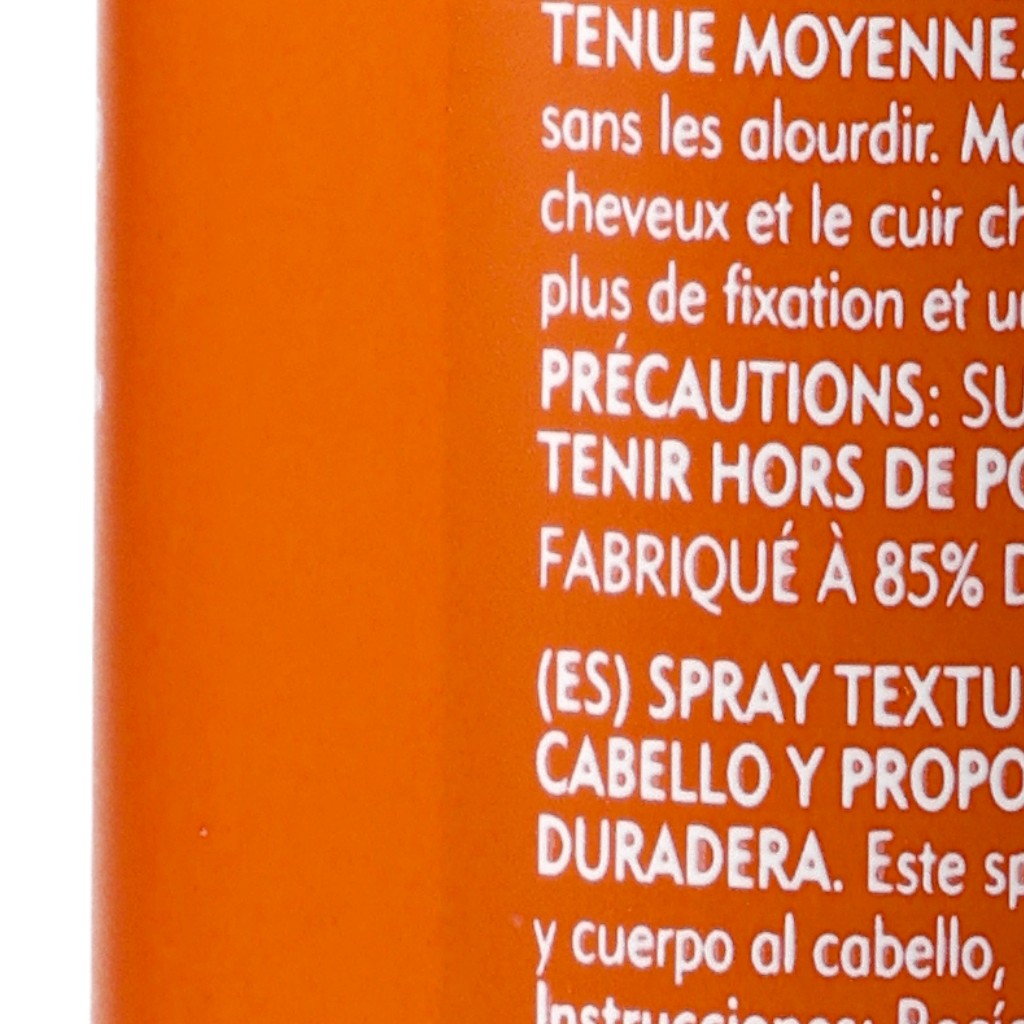 TENUE MOYENNE.
sans les alourdir.
cheveux et le cuir
plus de fixation et
PRÉCAUTIONS:
TENIR HORS DE
FABRIQUÉ À 85%
(ES) SPRAY
CABELLO Y
DURADERA. Este
y cuerpo al cabello,
Instrucciones: